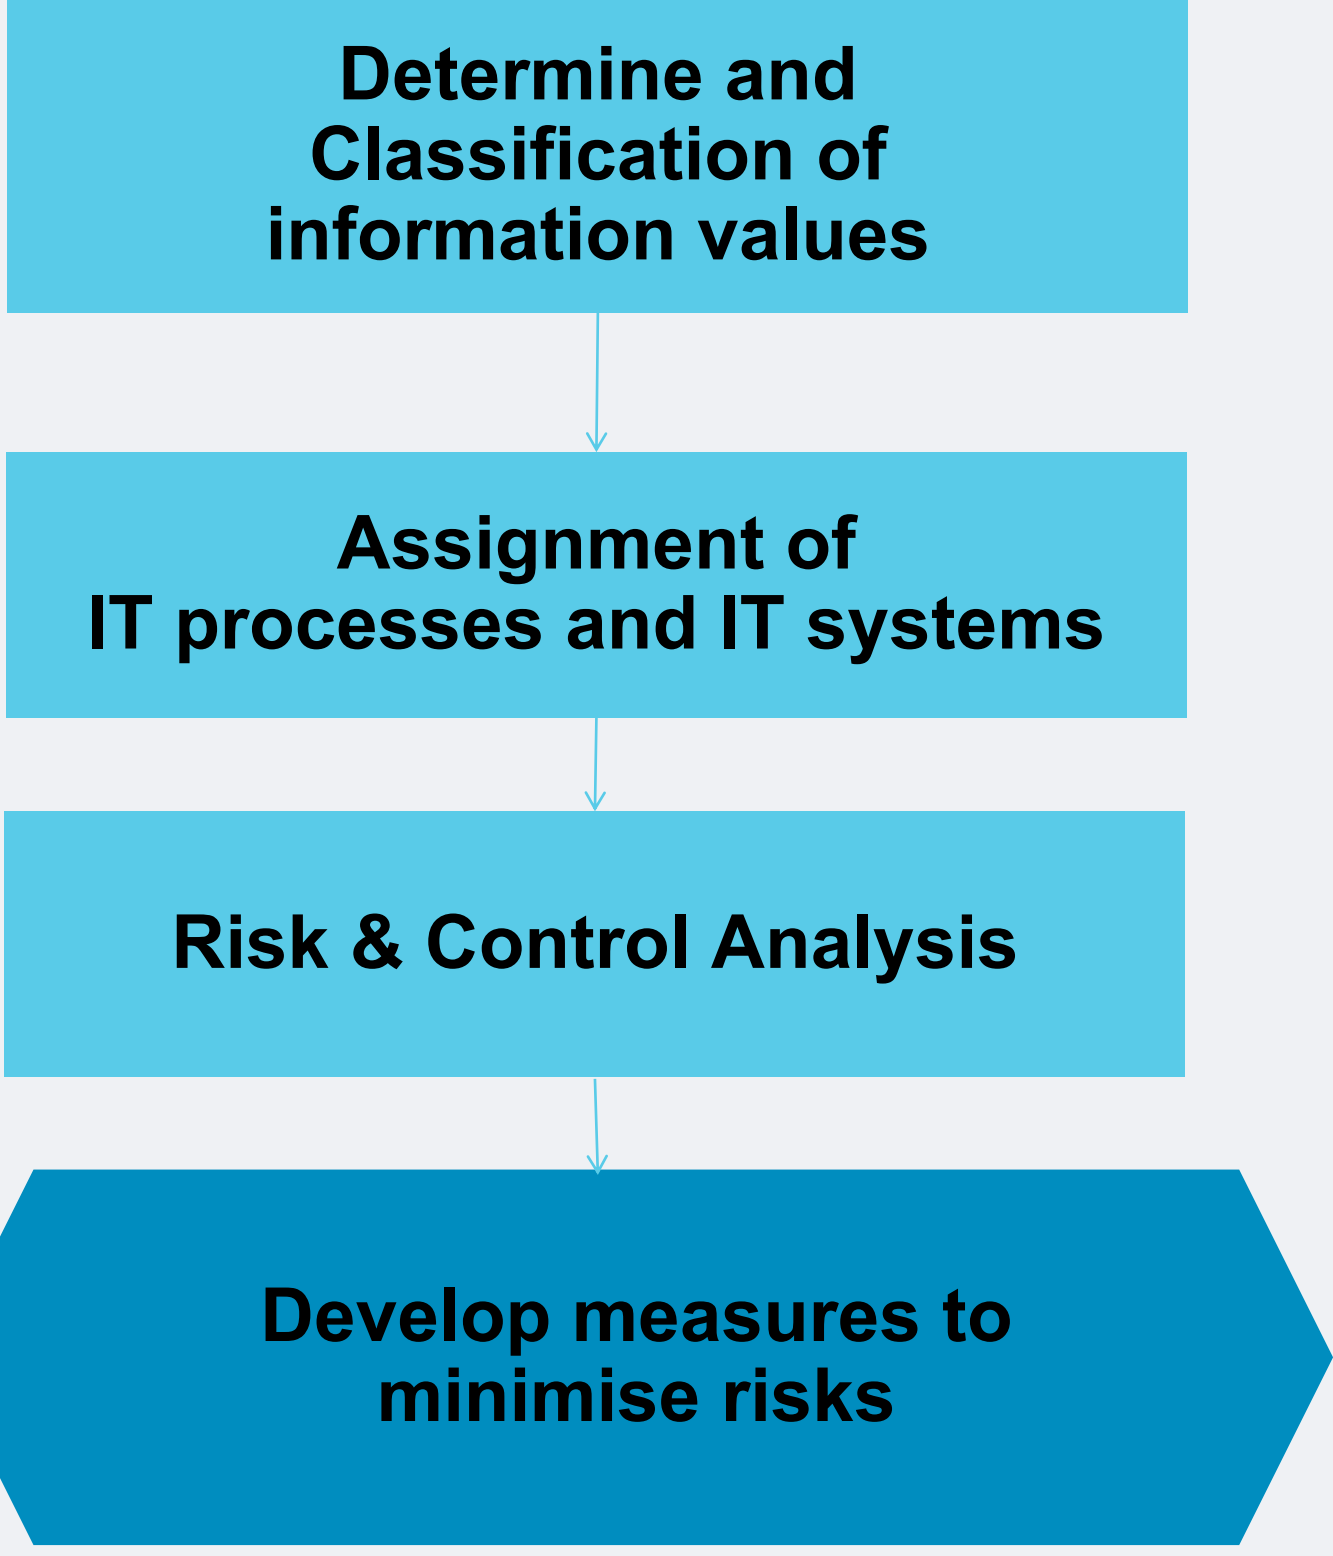 Determine and
Classification of
information values
Assignment of
IT processes and IT systems
Risk & Control Analysis
Develop measures to
minimise risks